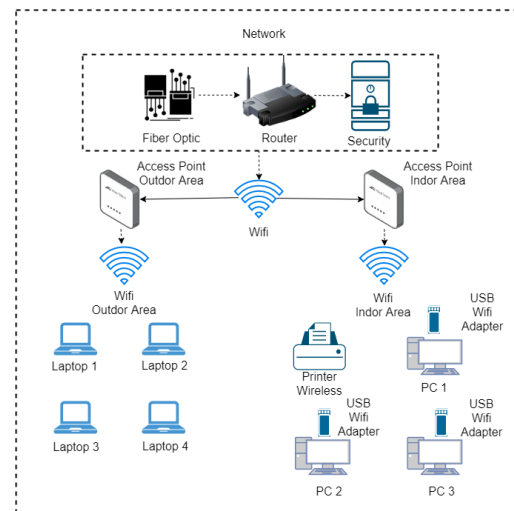 Network
Fiber Optic
Router
Security
Access Point
Outdor Area
Access Point
Indor Area
Wifi
Wifi
Outdor Area
Wifi
Indor Area
USB
Wifi
Adapter
Laptop 1
Laptop 2
Printer
Wireless
PC 1
USB
Wifi
Adapter
USB
Wifi
Adapter
Laptop 3
Laptop 4
PC 2
PC 3